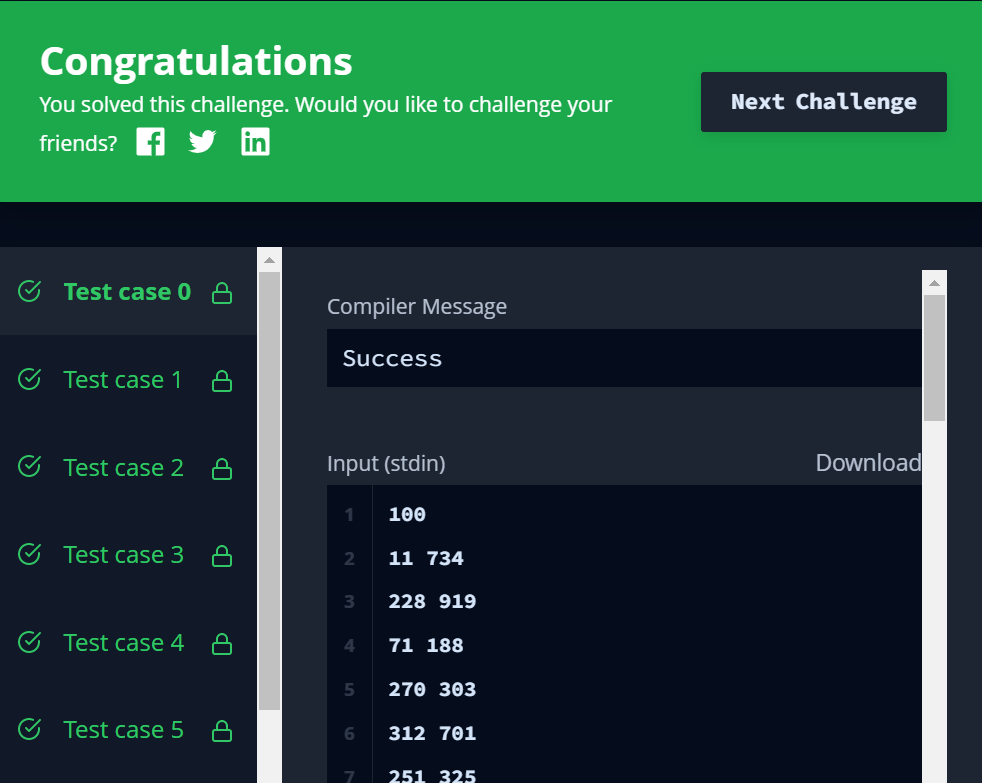 Congratulations
You solved this challenge. Would you like to challenge your
friends?
Next Challenge
Test case 0
Test case 1
Test case 2
Test case 3
Test case 4
Test case 5
Compiler Message
Success
Input (stdin)
Download
1 100
2 11 734
3 228 919
4 71 188
5 270 303
6 312 701
7 251 325